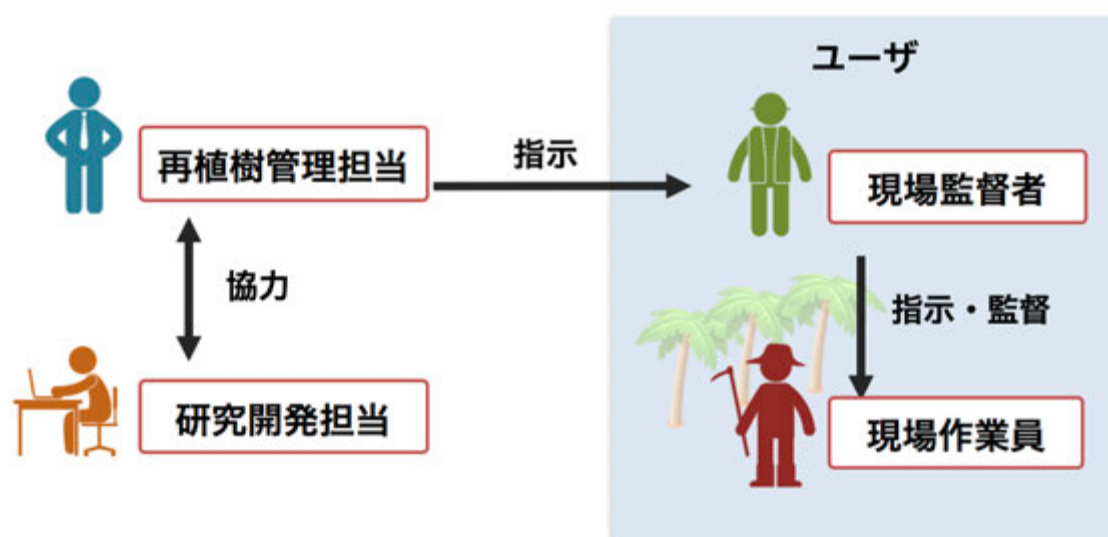 ユーザ
再植樹管理担当
指示
現場監督者
協力
指示・監督
研究開発担当
現場作業員